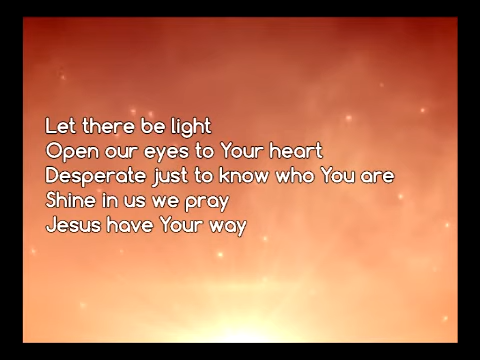 Let there be light
Open our eyes to Your heart
Desperate just to know who You are
Shine in us we pray
Jesus have Your way